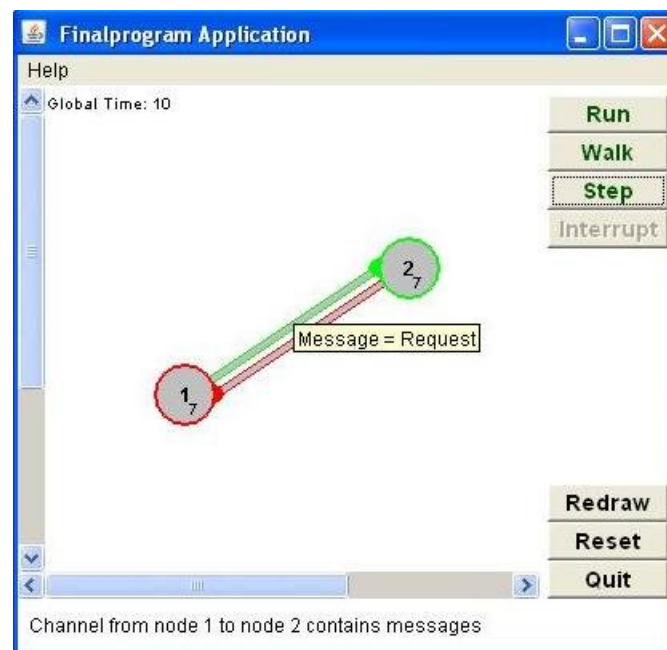 Finalprogram Application
Help
Global Time: 10
Run
Walk
Step
Interrupt
2
7
Message = Request
1
7
Redraw
Reset
Quit
Channel from node 1 to node 2 contains messages